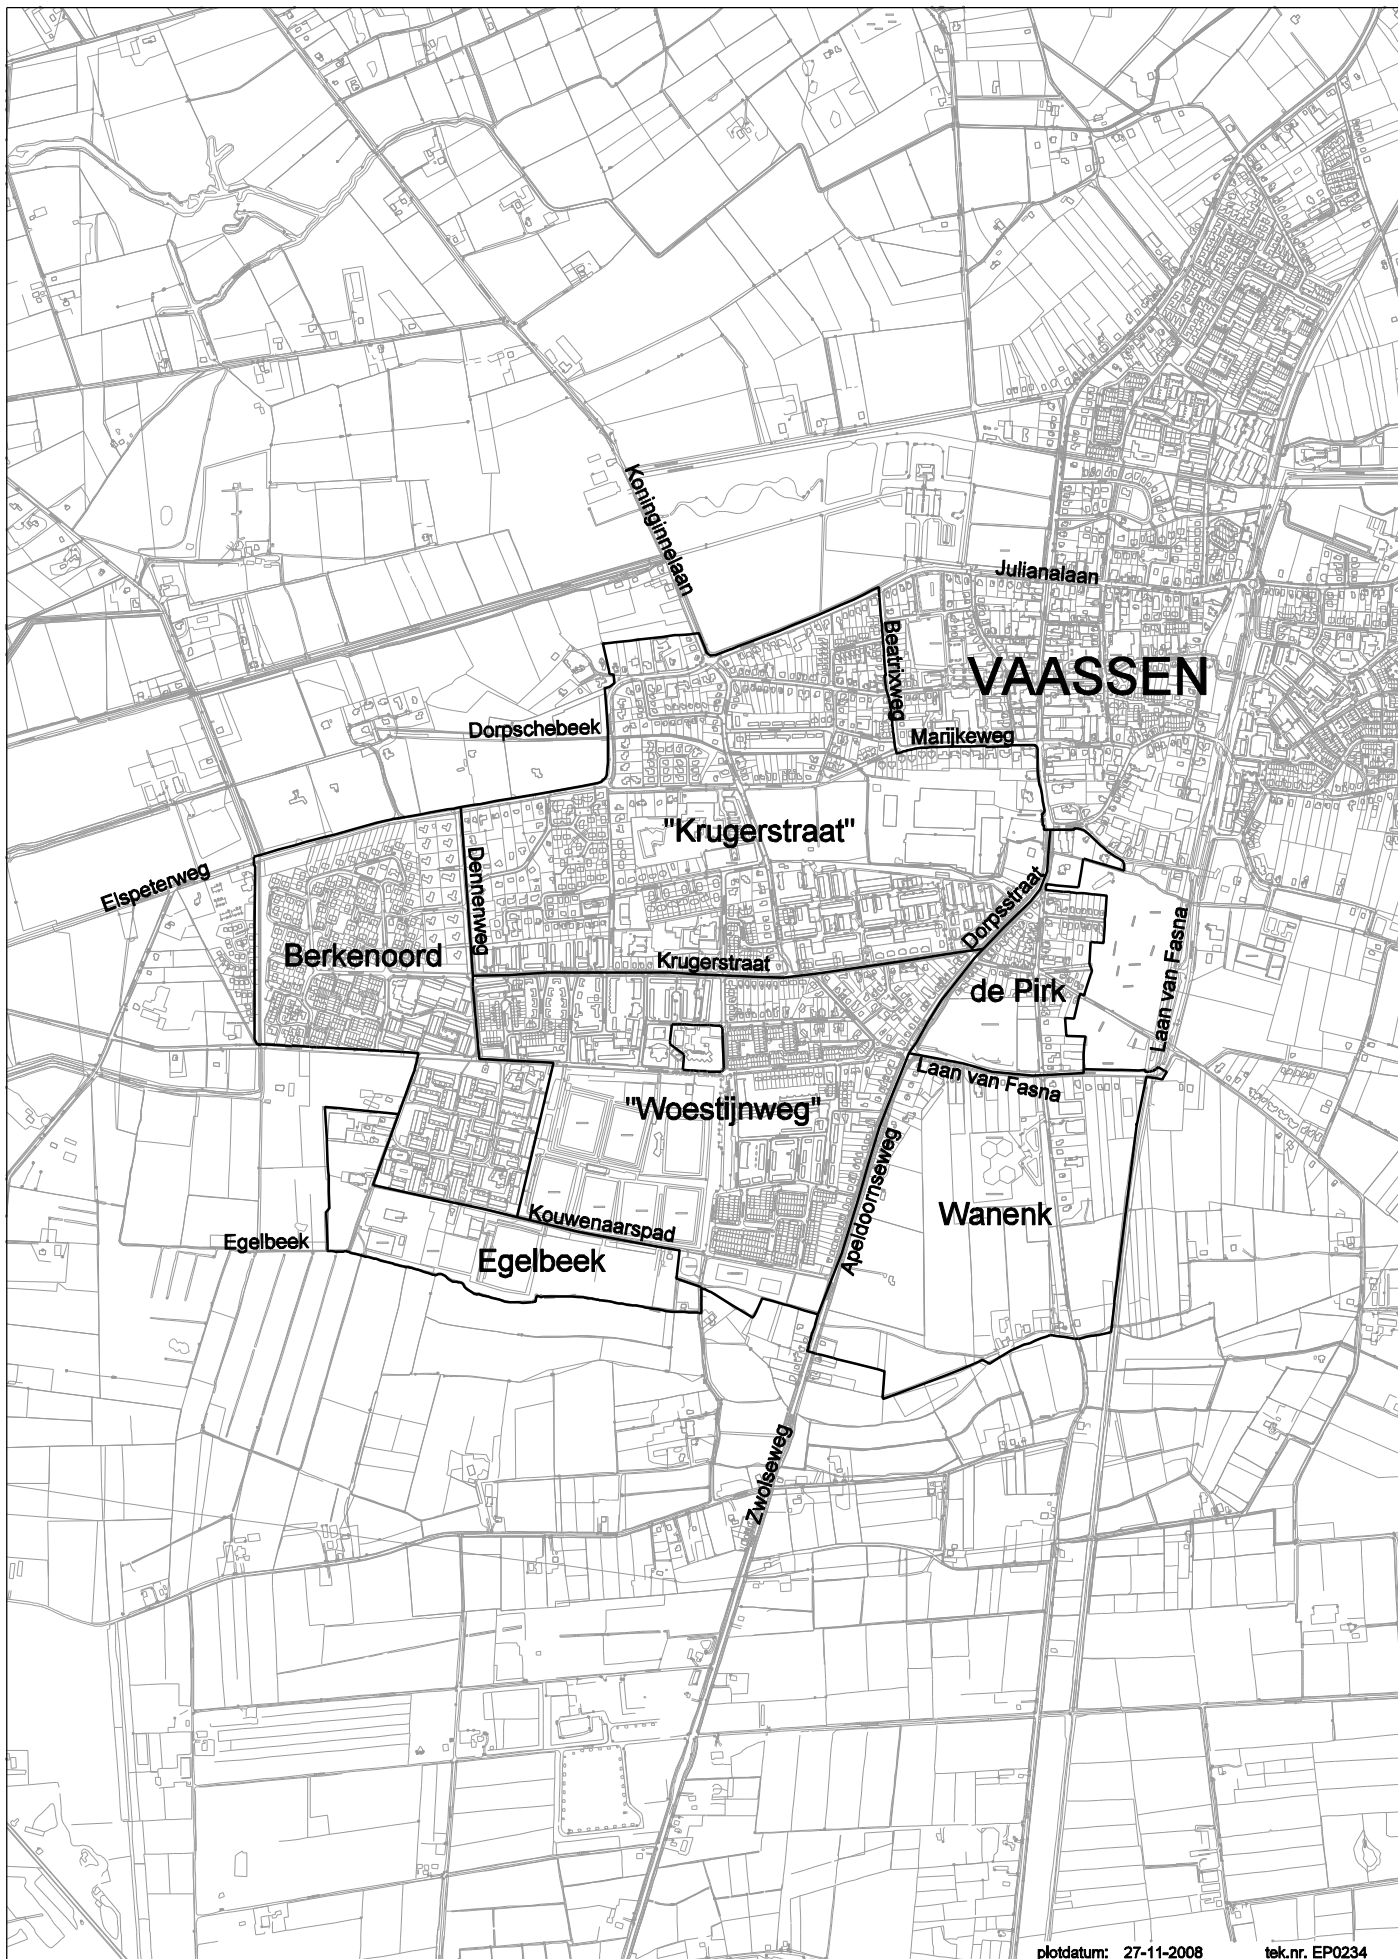 Koninginnelaan
Julianalaan
Beatrixweg
VAASSEN
Dorpschebeek
Marijkeweg
"Krugerstraat"
Dennenweg
Elspeterweg
Dorpsstraat
Berkenoord
Krugerstraat
Laan van Fasna
de Pirk
Laan van Fasna
"Woestijnweg"
Apeldoornseweg
Wanenk
Kouwenaarspad
Egelbeek
Egelbeek
Zwolseweg
plotdatum: 27-11-2008 tek.nr. EP0234